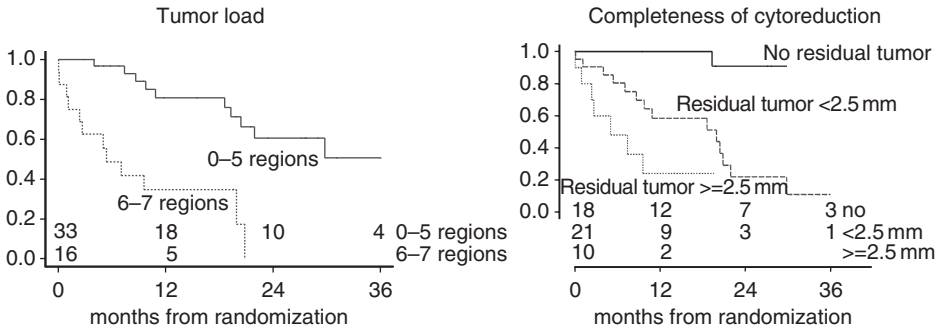 Tumor load
1.0
0.8
0.6
0.4
0.2
0.0
0–5 regions
6–7 regions
33 18 10 4 0–5 regions
16 5 6–7 regions
0 12 24 36
months from randomization
Completeness of cytoreduction
1.0
0.8
0.6
0.4
0.2
0.0
No residual tumor
Residual tumor <2.5 mm
Residual tumor >=2.5 mm
18 12 7 3 no
21 9 3 1 <2.5 mm
10 2 >=2.5 mm
0 12 24 36
months from randomization